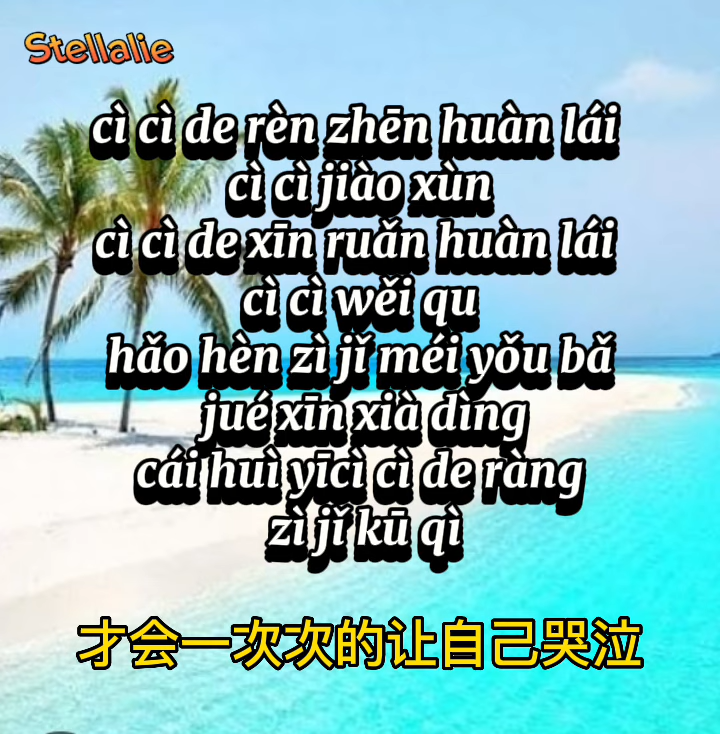 Stellalie
cì cì de rèn zhēn huàn lái
cì cì jiào xùn
cì cì de xīn ruǎn huàn lái
cì cì wěi qu
hǎo hèn zì jǐ méi yǒu bǎ
jué xīn xià dìng
cái huì yīcì cì de ràng
zì jǐ kū qì
才会一次次的让自己哭泣